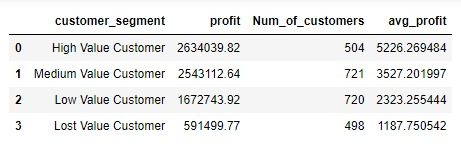 customer_segment profit Num_of_customers avg_profit
0 High Value Customer 2634039.82 504 5226.269484
1 Medium Value Customer 2543112.64 721 3527.201997
2 Low Value Customer 1672743.92 720 2323.255444
3 Lost Value Customer 591499.77 498 1187.750542